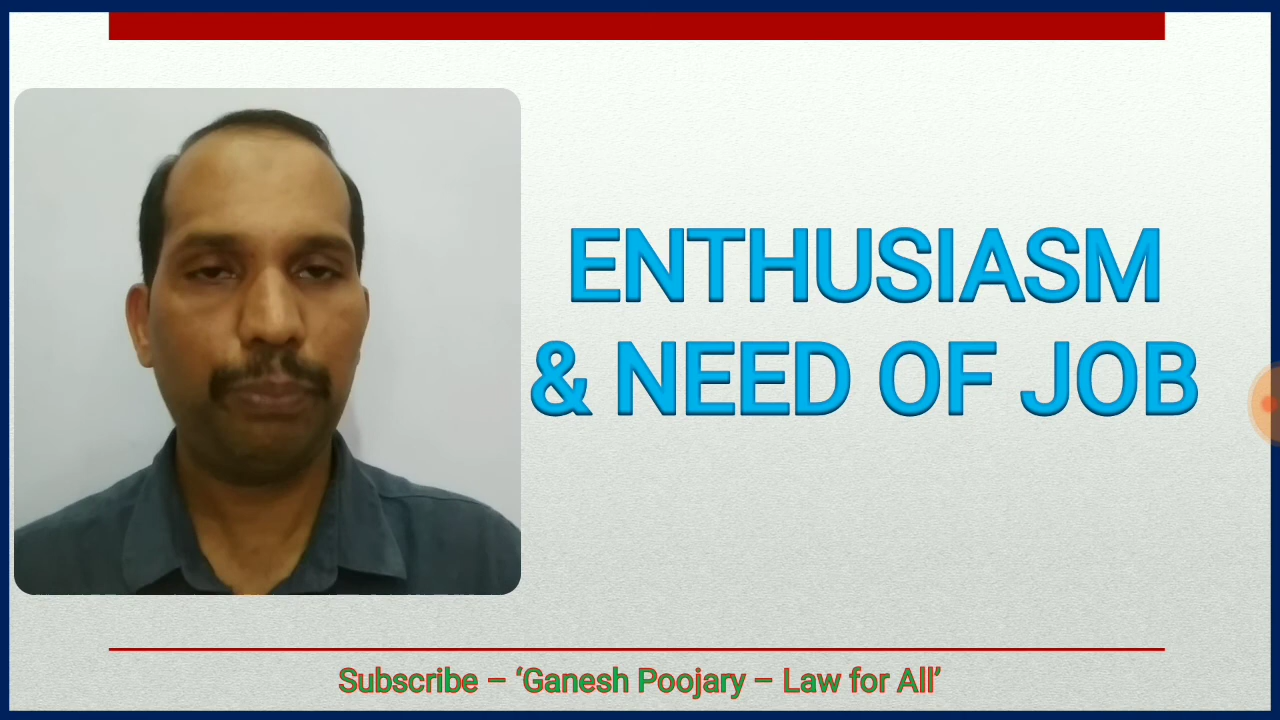 ENTHUSIASM
& NEED OF JOB
Subscribe – ‘Ganesh Poojary – Law for All’